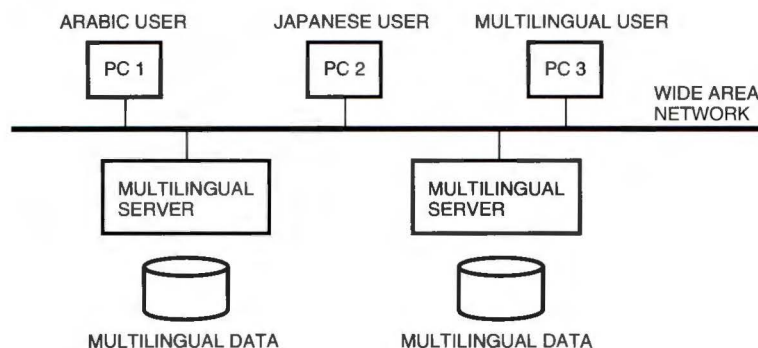 ARABIC USER JAPANESE USER MULTILINGUAL USER
PC 1 PC 2 PC 3
WIDE AREA
NETWORK
MULTILINGUAL
SERVER
MULTILINGUAL
SERVER
MULTILINGUAL DATA MULTILINGUAL DATA